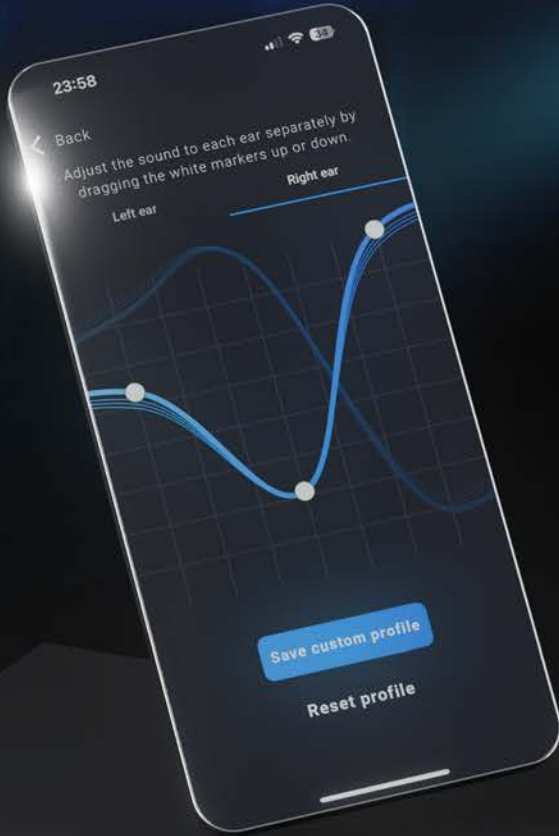 23:58
34
Back
Adjust the sound to each ear separately by
dragging the white markers up or down.
Left ear
Right ear
Save custom profile
Reset profile